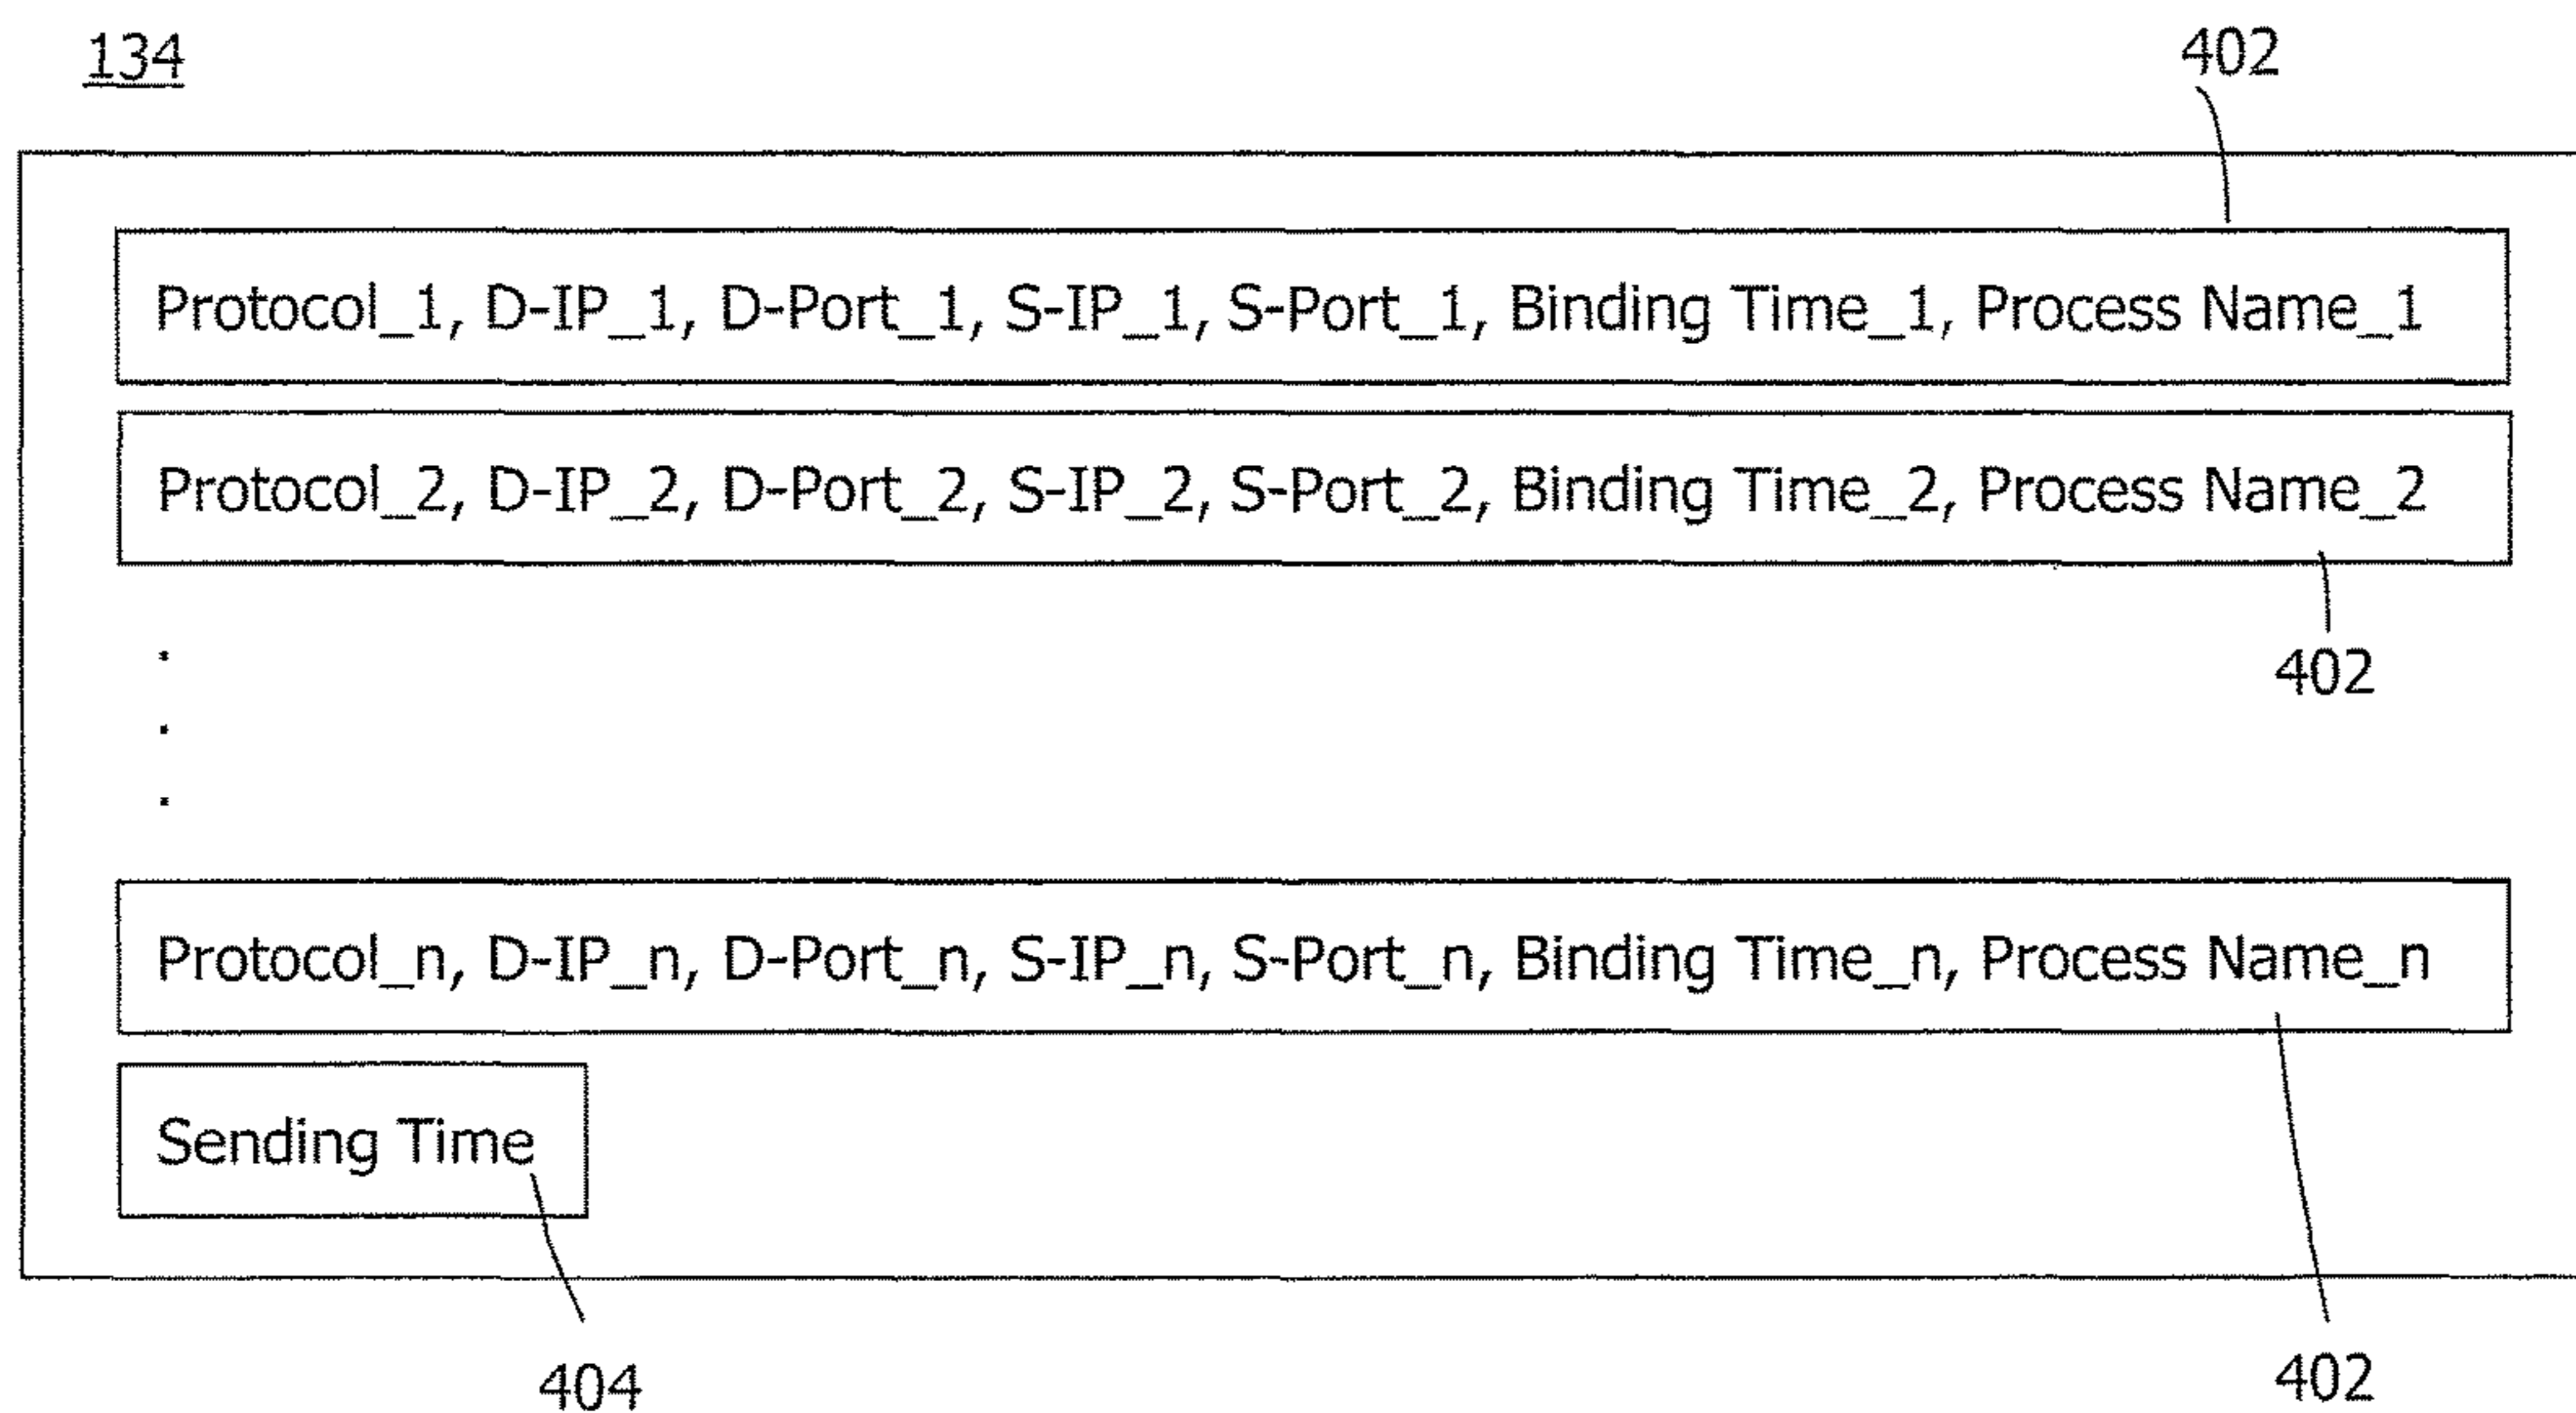 134
402
Protocol_1, D-IP_1, D-Port_1, S-IP_1, S-Port_1, Binding Time_1, Process Name_1
Protocol_2, D-IP_2, D-Port_2, S-IP_2, S-Port_2, Binding Time_2, Process Name_2
402
.
.
.
Protocol_n, D-IP_n, D-Port_n, S-IP_n, S-Port_n, Binding Time_n, Process Name_n
Sending Time
404
402